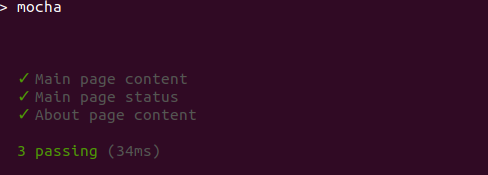 > mocha
✓ Main page content
✓ Main page status
✓ About page content
3 passing (34ms)